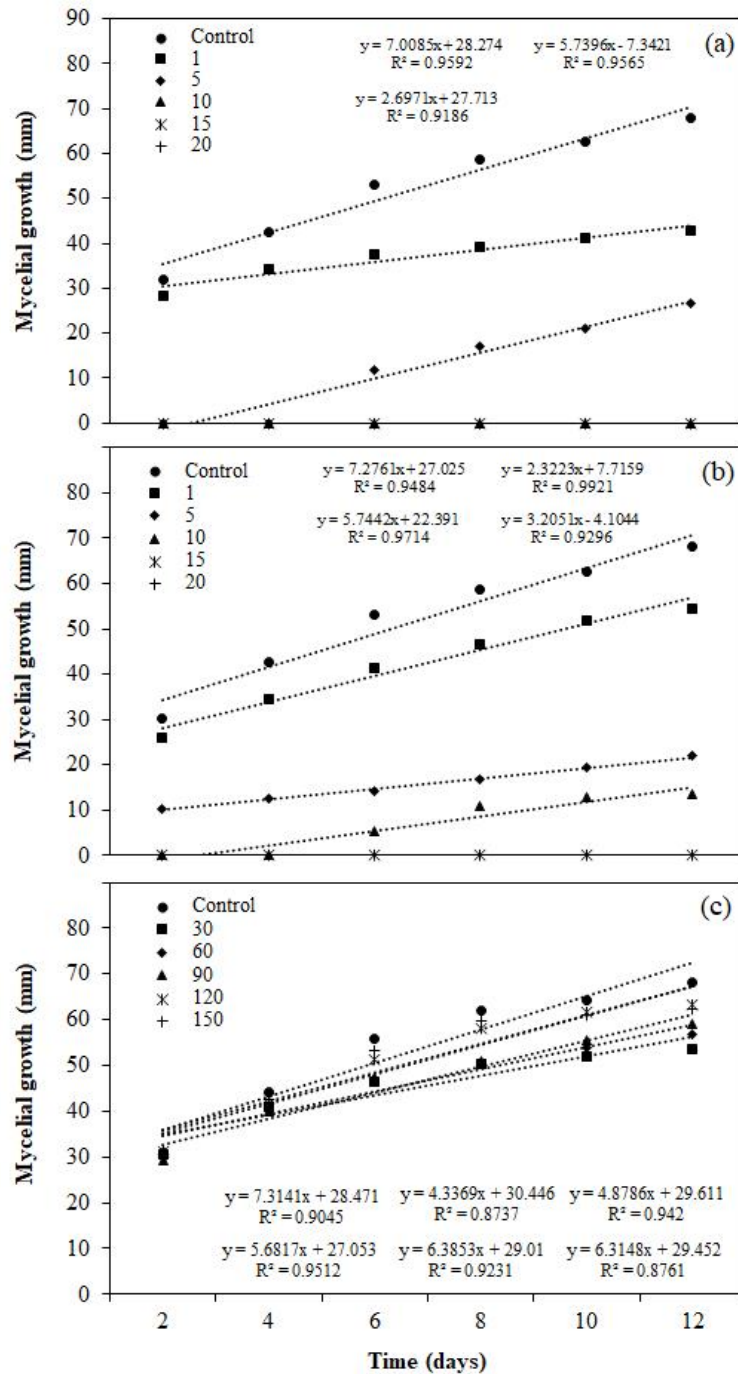 (a)
Control
1
5
10
15
20
y = 7.0085x + 28.274
R² = 0.9592
y = 5.7396x - 7.3421
R² = 0.9565
y = 2.6971x + 27.713
R² = 0.9186
90
80
70
60
50
40
30
20
10
0
Mycelial growth (mm)
(b)
Control
1
5
10
15
20
y = 7.2761x + 27.025
R² = 0.9484
y = 2.3223x + 7.7159
R² = 0.9921
y = 5.7442x + 22.391
R² = 0.9714
y = 3.2051x - 4.1044
R² = 0.9296
80
70
60
50
40
30
20
10
0
Mycelial growth (mm)
(c)
Control
30
60
90
120
150
80
70
60
50
40
30
20
10
0
Mycelial growth (mm)
y = 7.3141x + 28.471
R² = 0.9045
y = 4.3369x + 30.446
R² = 0.8737
y = 4.8786x + 29.611
R² = 0.942
y = 5.6817x + 27.053
R² = 0.9512
y = 6.3853x + 29.01
R² = 0.9231
y = 6.3148x + 29.452
R² = 0.8761
2 4 6 8 10 12
Time (days)